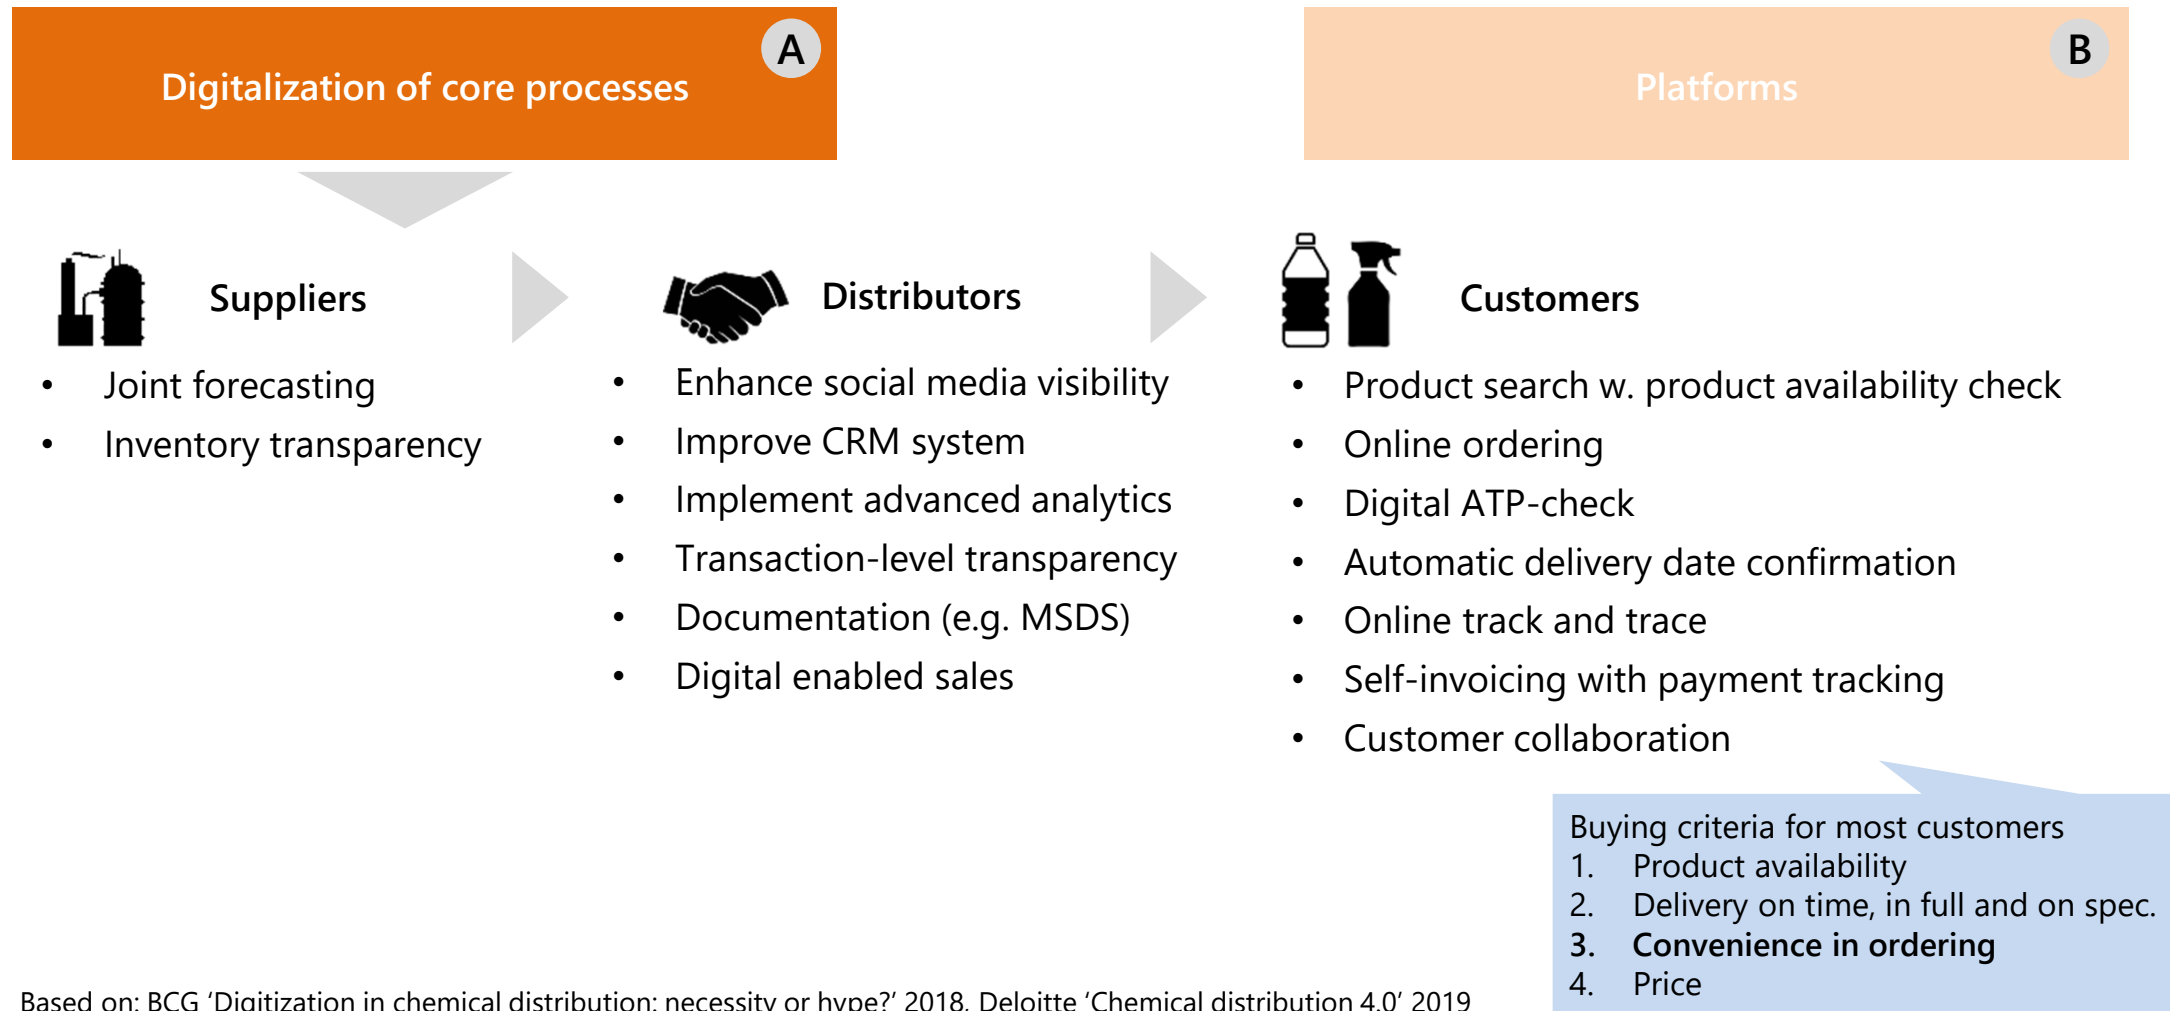 Digitalization of core processes
A
Platforms
B
Suppliers
• Joint forecasting
• Inventory transparency
Distributors
• Enhance social media visibility
• Improve CRM system
• Implement advanced analytics
• Transaction-level transparency
• Documentation (e.g. MSDS)
• Digital enabled sales
Customers
• Product search w. product availability check
• Online ordering
• Digital ATP-check
• Automatic delivery date confirmation
• Online track and trace
• Self-invoicing with payment tracking
• Customer collaboration
Buying criteria for most customers
1. Product availability
2. Delivery on time, in full and on spec.
3. Convenience in ordering
4. Price
Based on: BCG ‘Digitization in chemical distribution: necessity or hype?’ 2018, Deloitte ‘Chemical distribution 4.0’ 2019